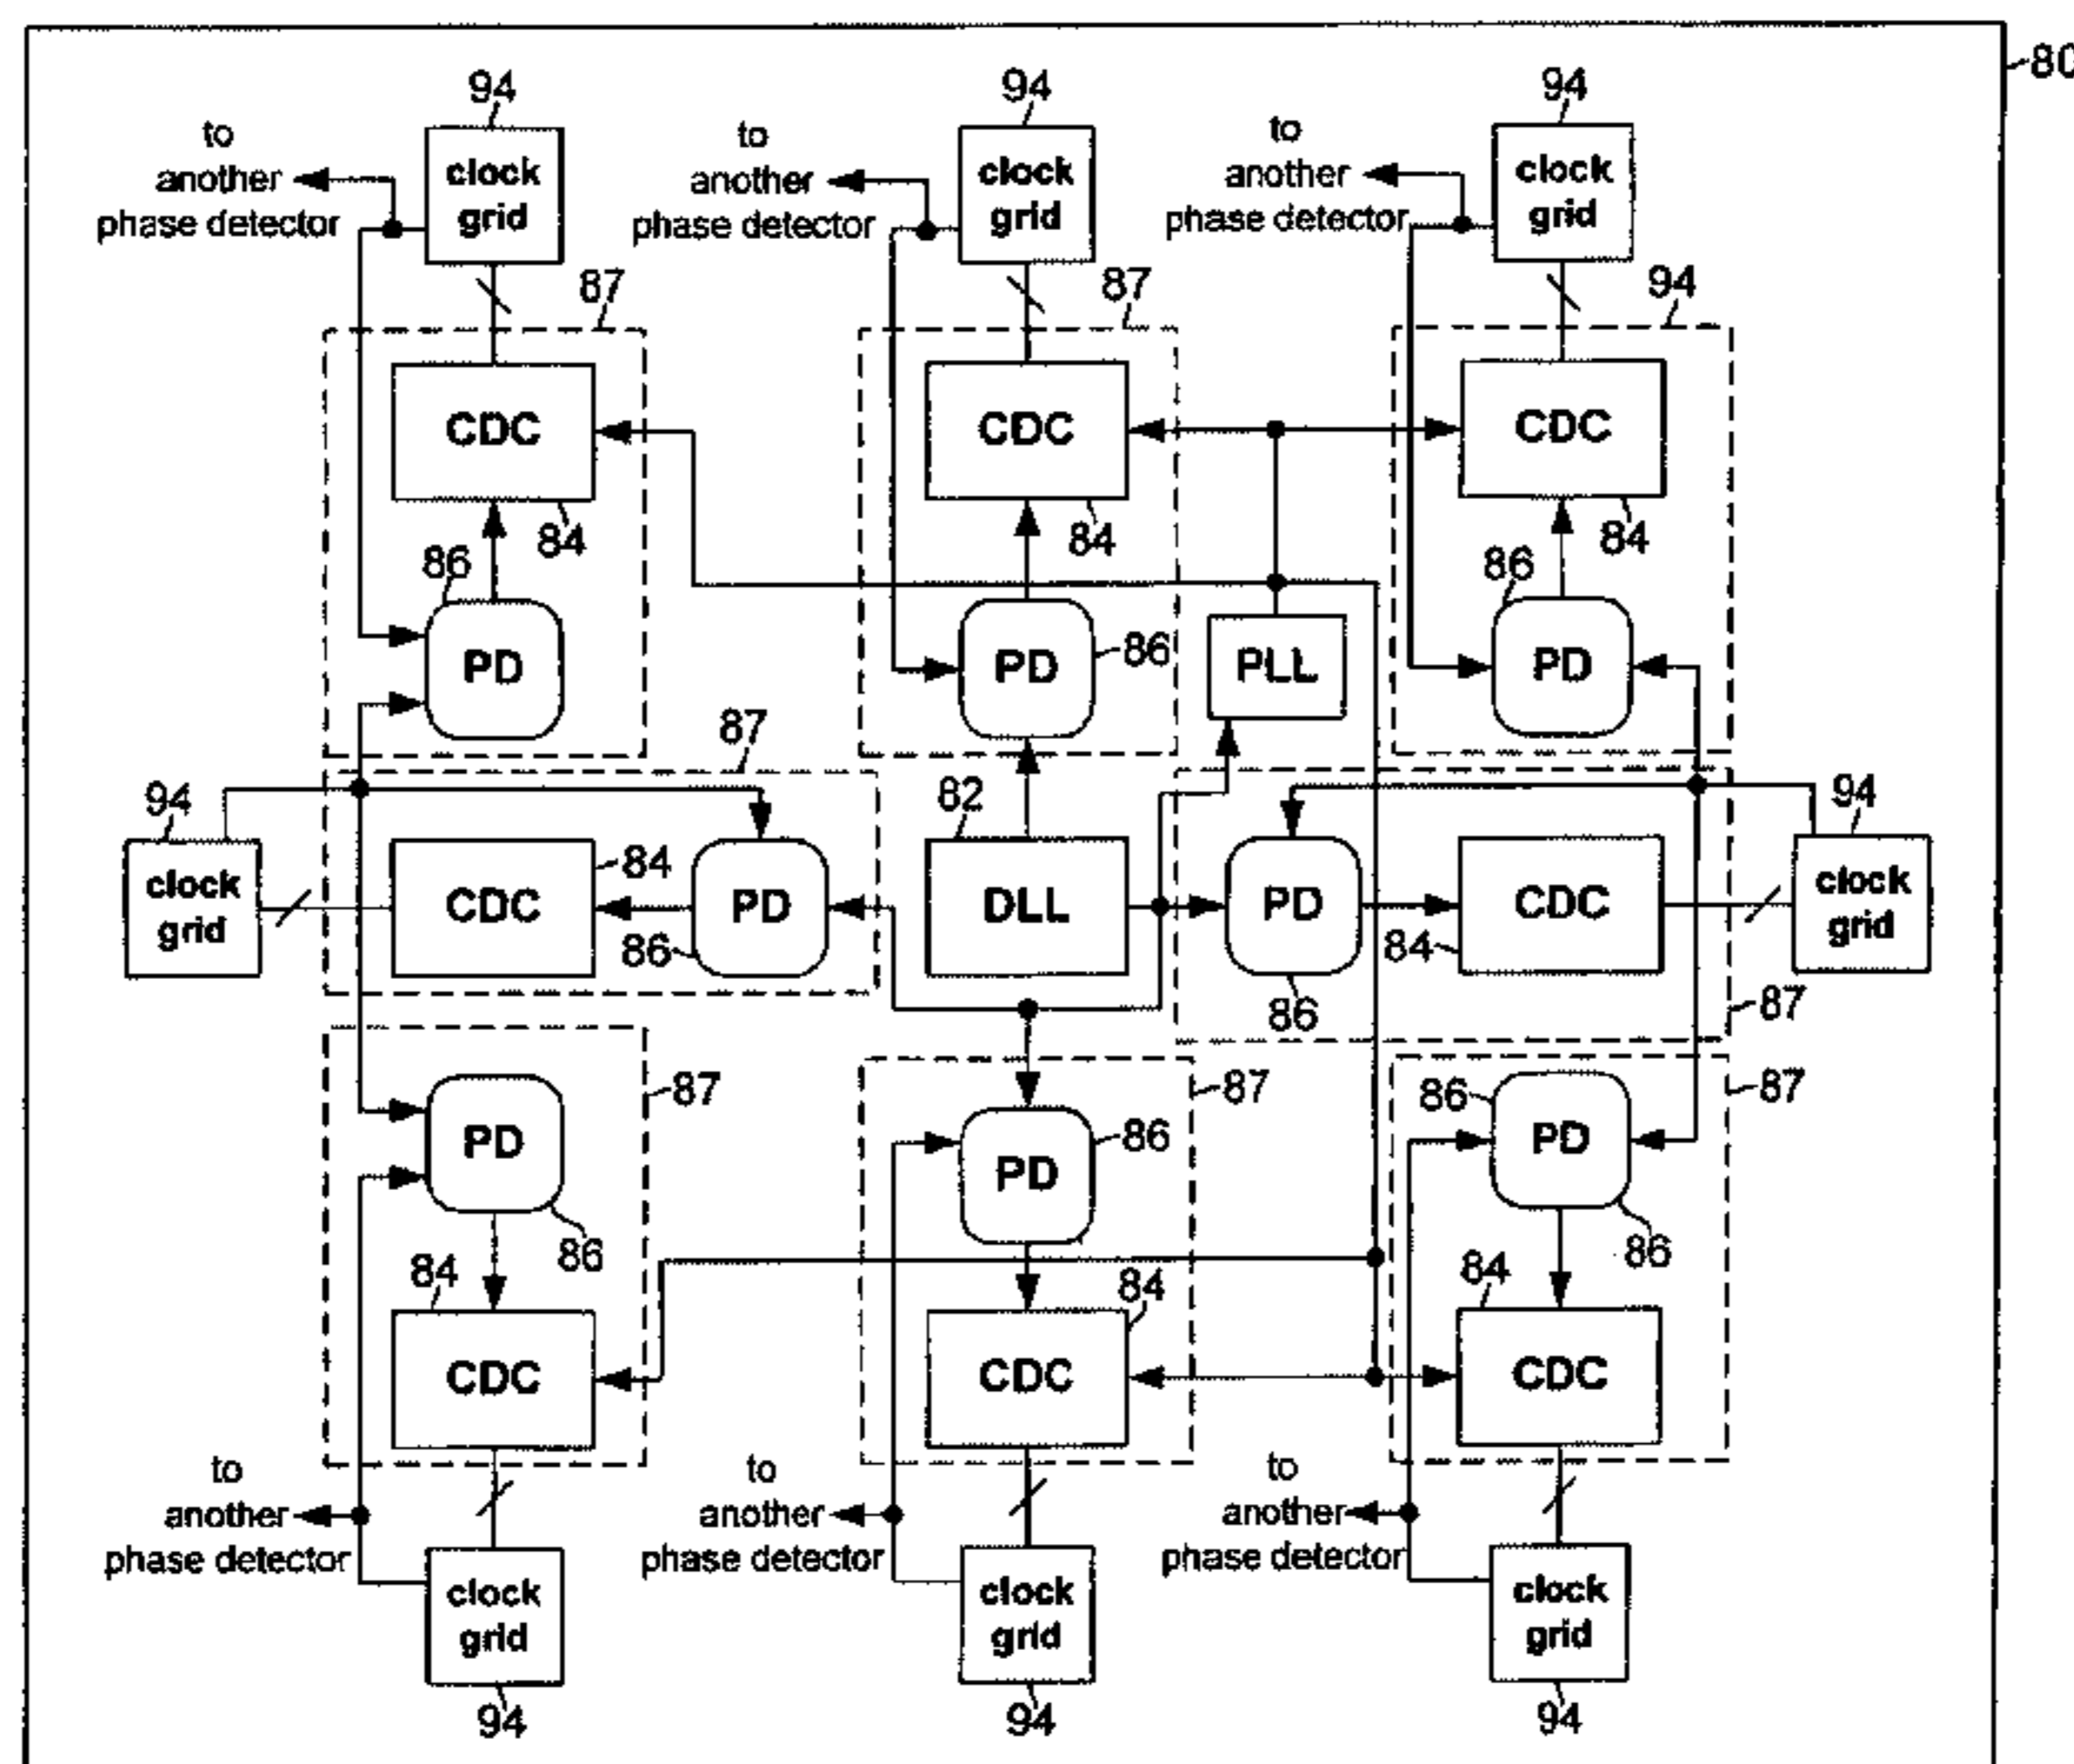 80
94
94
94
to
another
phase detector
clock
grid
to
another
phase detector
clock
grid
to
another
phase detector
clock
grid
87
87
94
CDC
CDC
CDC
84
84
84
86
86
PD
PD
86
PLL
PD
87
94
82
94
clock
grid
CDC
84
PD
86
DLL
PD
86
CDC
84
clock
grid
87
87
87
87
PD
86
PD
86
86
PD
86
84
84
84
CDC
CDC
CDC
to
another
phase detector
to
another
phase detector
to
another
phase detector
clock
grid
clock
grid
clock
grid
94
94
94